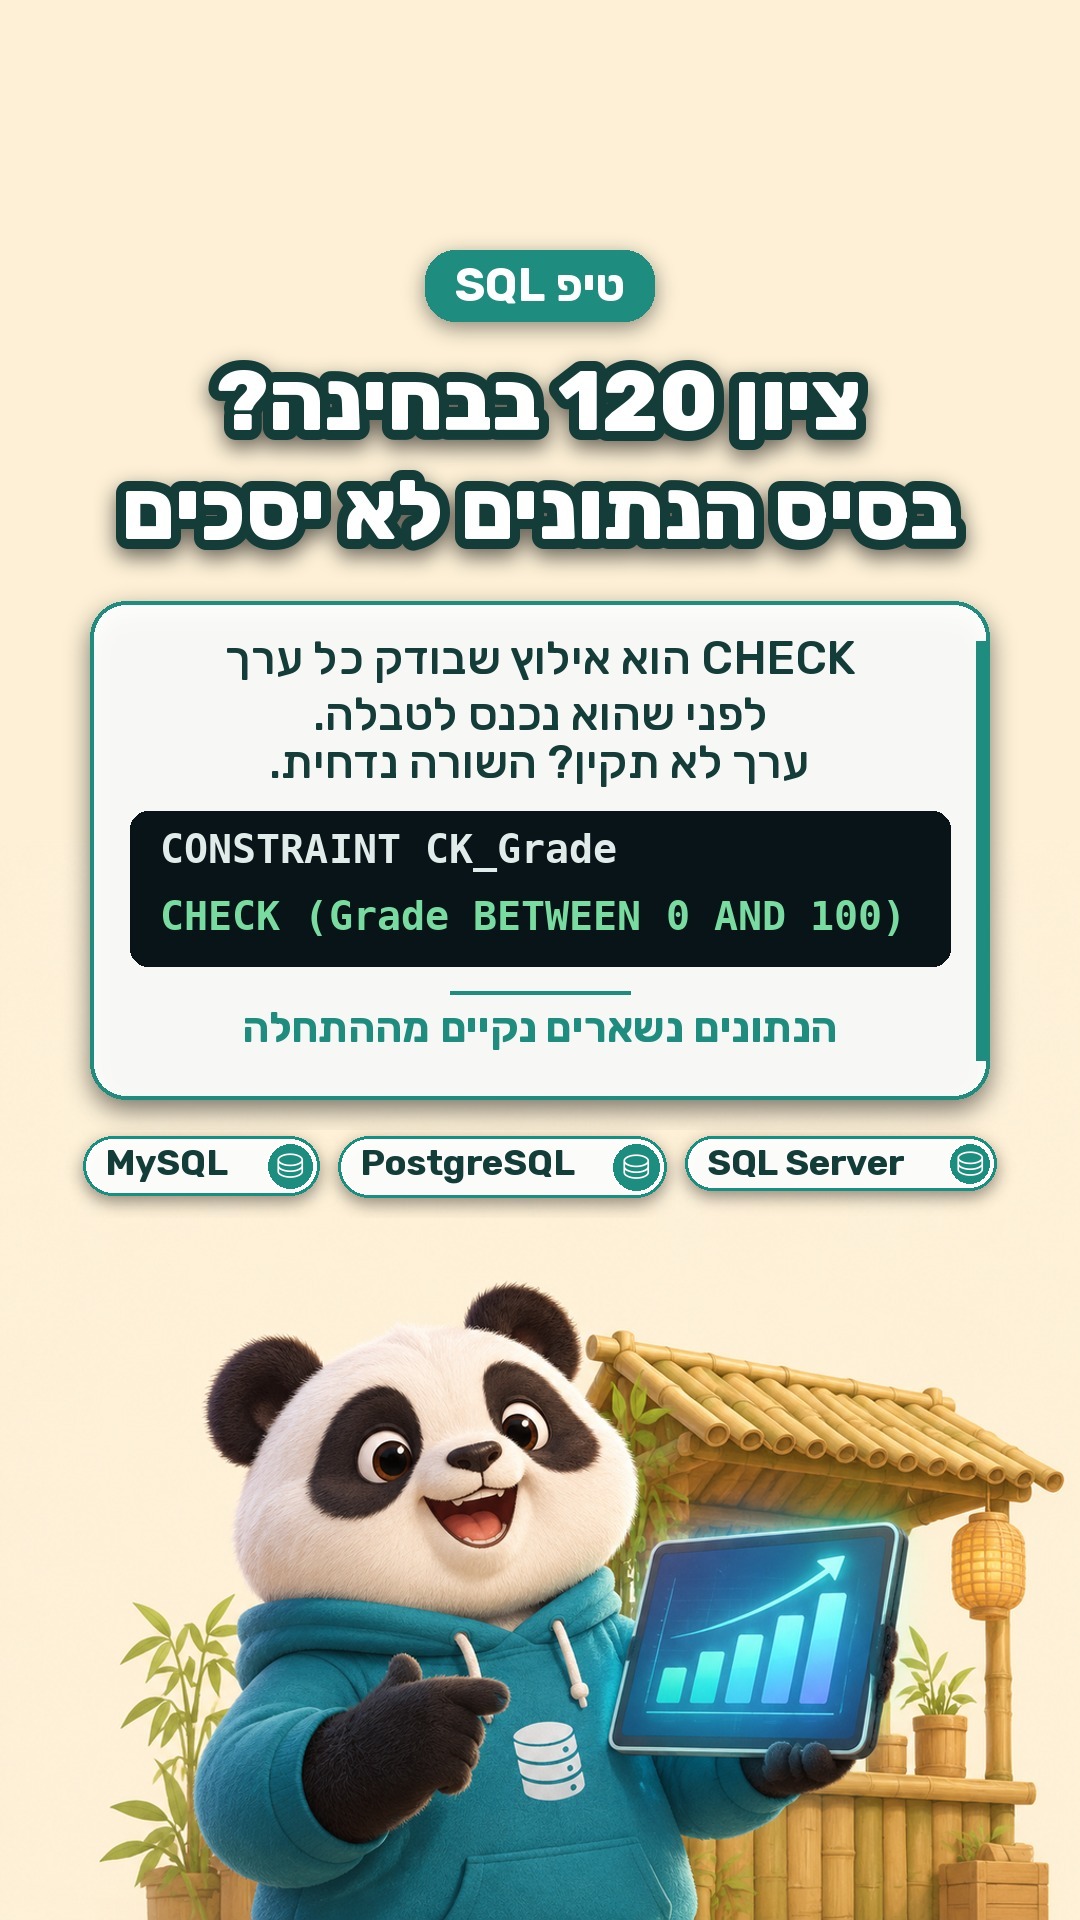 טיפ SQL
ציון 120 בבחינה?
בסיס הנתונים לא יסכים
CHECK הוא אילוץ שבודק כל ערך
לפני שהוא נכנס לטבלה.
ערך לא תקין? השורה נדחית.
CONSTRAINT CK_Grade
CHECK (Grade BETWEEN 0 AND 100)
הנתונים נשארים נקיים מההתחלה
MySQL
PostgreSQL
SQL Server